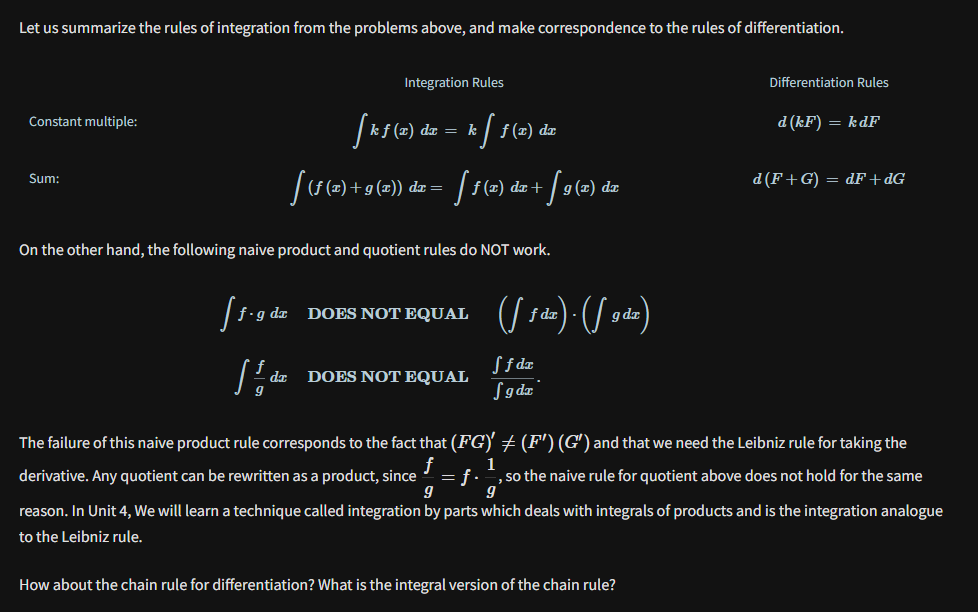 Let us summarize the rules of integration from the problems above, and make correspondence to the rules of differentiation.
Integration Rules Differentiation Rules
Constant multiple: ∫ k f (x) dx = k ∫ f (x) dx d (kF) = k dF
Sum: ∫ (f (x) + g (x)) dx = ∫ f (x) dx + ∫ g (x) dx d (F + G) = dF + dG
On the other hand, the following naive product and quotient rules do NOT work.
∫ f · g dx DOES NOT EQUAL (∫ f dx) · (∫ g dx)
∫ f/g dx DOES NOT EQUAL ∫ f dx / ∫ g dx.
The failure of this naive product rule corresponds to the fact that (FG)′ ≠ (F′) (G′) and that we need the Leibniz rule for taking the
derivative. Any quotient can be rewritten as a product, since f/g = f · 1/g, so the naive rule for quotient above does not hold for the same
reason. In Unit 4, We will learn a technique called integration by parts which deals with integrals of products and is the integration analogue
to the Leibniz rule.
How about the chain rule for differentiation? What is the integral version of the chain rule?